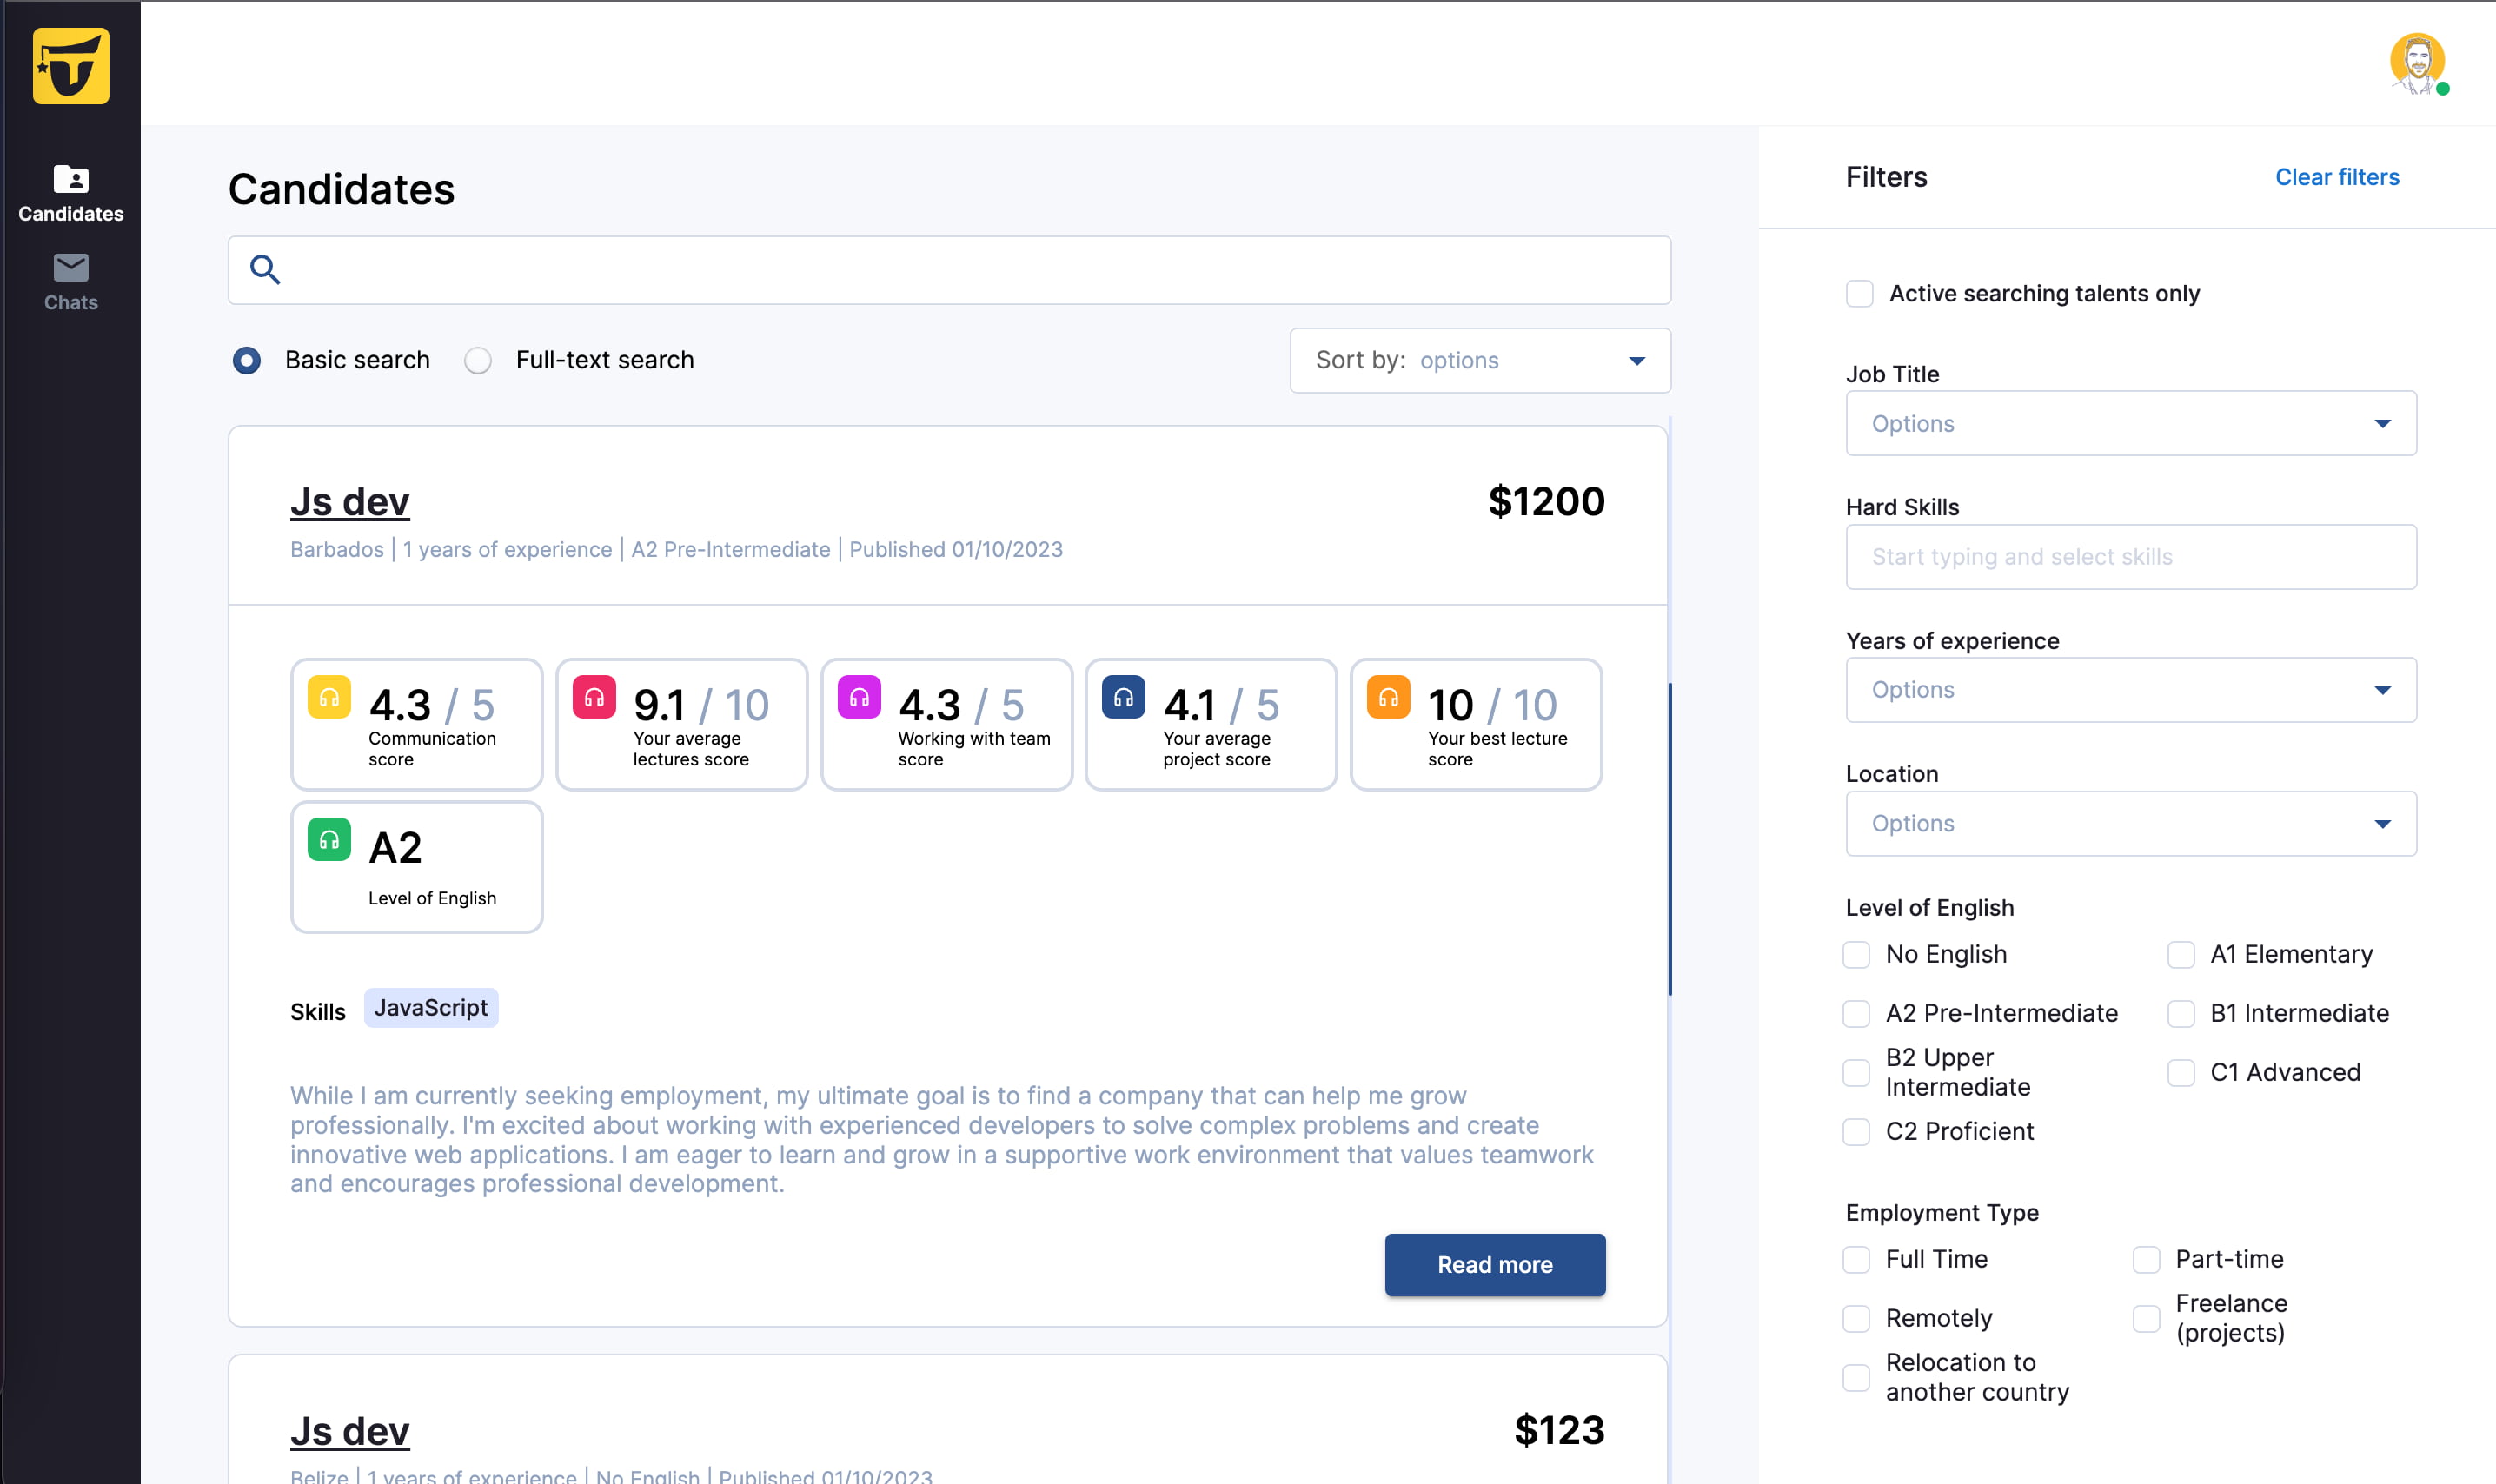 Candidates
Chats
Candidates
Basic search
Full-text search
Sort by: options
Js dev
$1200
Barbados | 1 years of experience | A2 Pre-Intermediate | Published 01/10/2023
4.3 / 5
Communication
score
9.1 / 10
Your average
lectures score
4.3 / 5
Working with team
score
4.1 / 5
Your average
project score
10 / 10
Your best lecture
score
A2
Level of English
Skills
JavaScript
While I am currently seeking employment, my ultimate goal is to find a company that can help me grow
professionally. I'm excited about working with experienced developers to solve complex problems and create
innovative web applications. I am eager to learn and grow in a supportive work environment that values teamwork
and encourages professional development.
Read more
Js dev
$123
Belize | 1 years of experience | No English | Published 01/10/2023
Filters
Clear filters
Active searching talents only
Job Title
Options
Hard Skills
Start typing and select skills
Years of experience
Options
Location
Options
Level of English
No English
A1 Elementary
A2 Pre-Intermediate
B1 Intermediate
B2 Upper
Intermediate
C1 Advanced
C2 Proficient
Employment Type
Full Time
Part-time
Remotely
Freelance
(projects)
Relocation to
another country